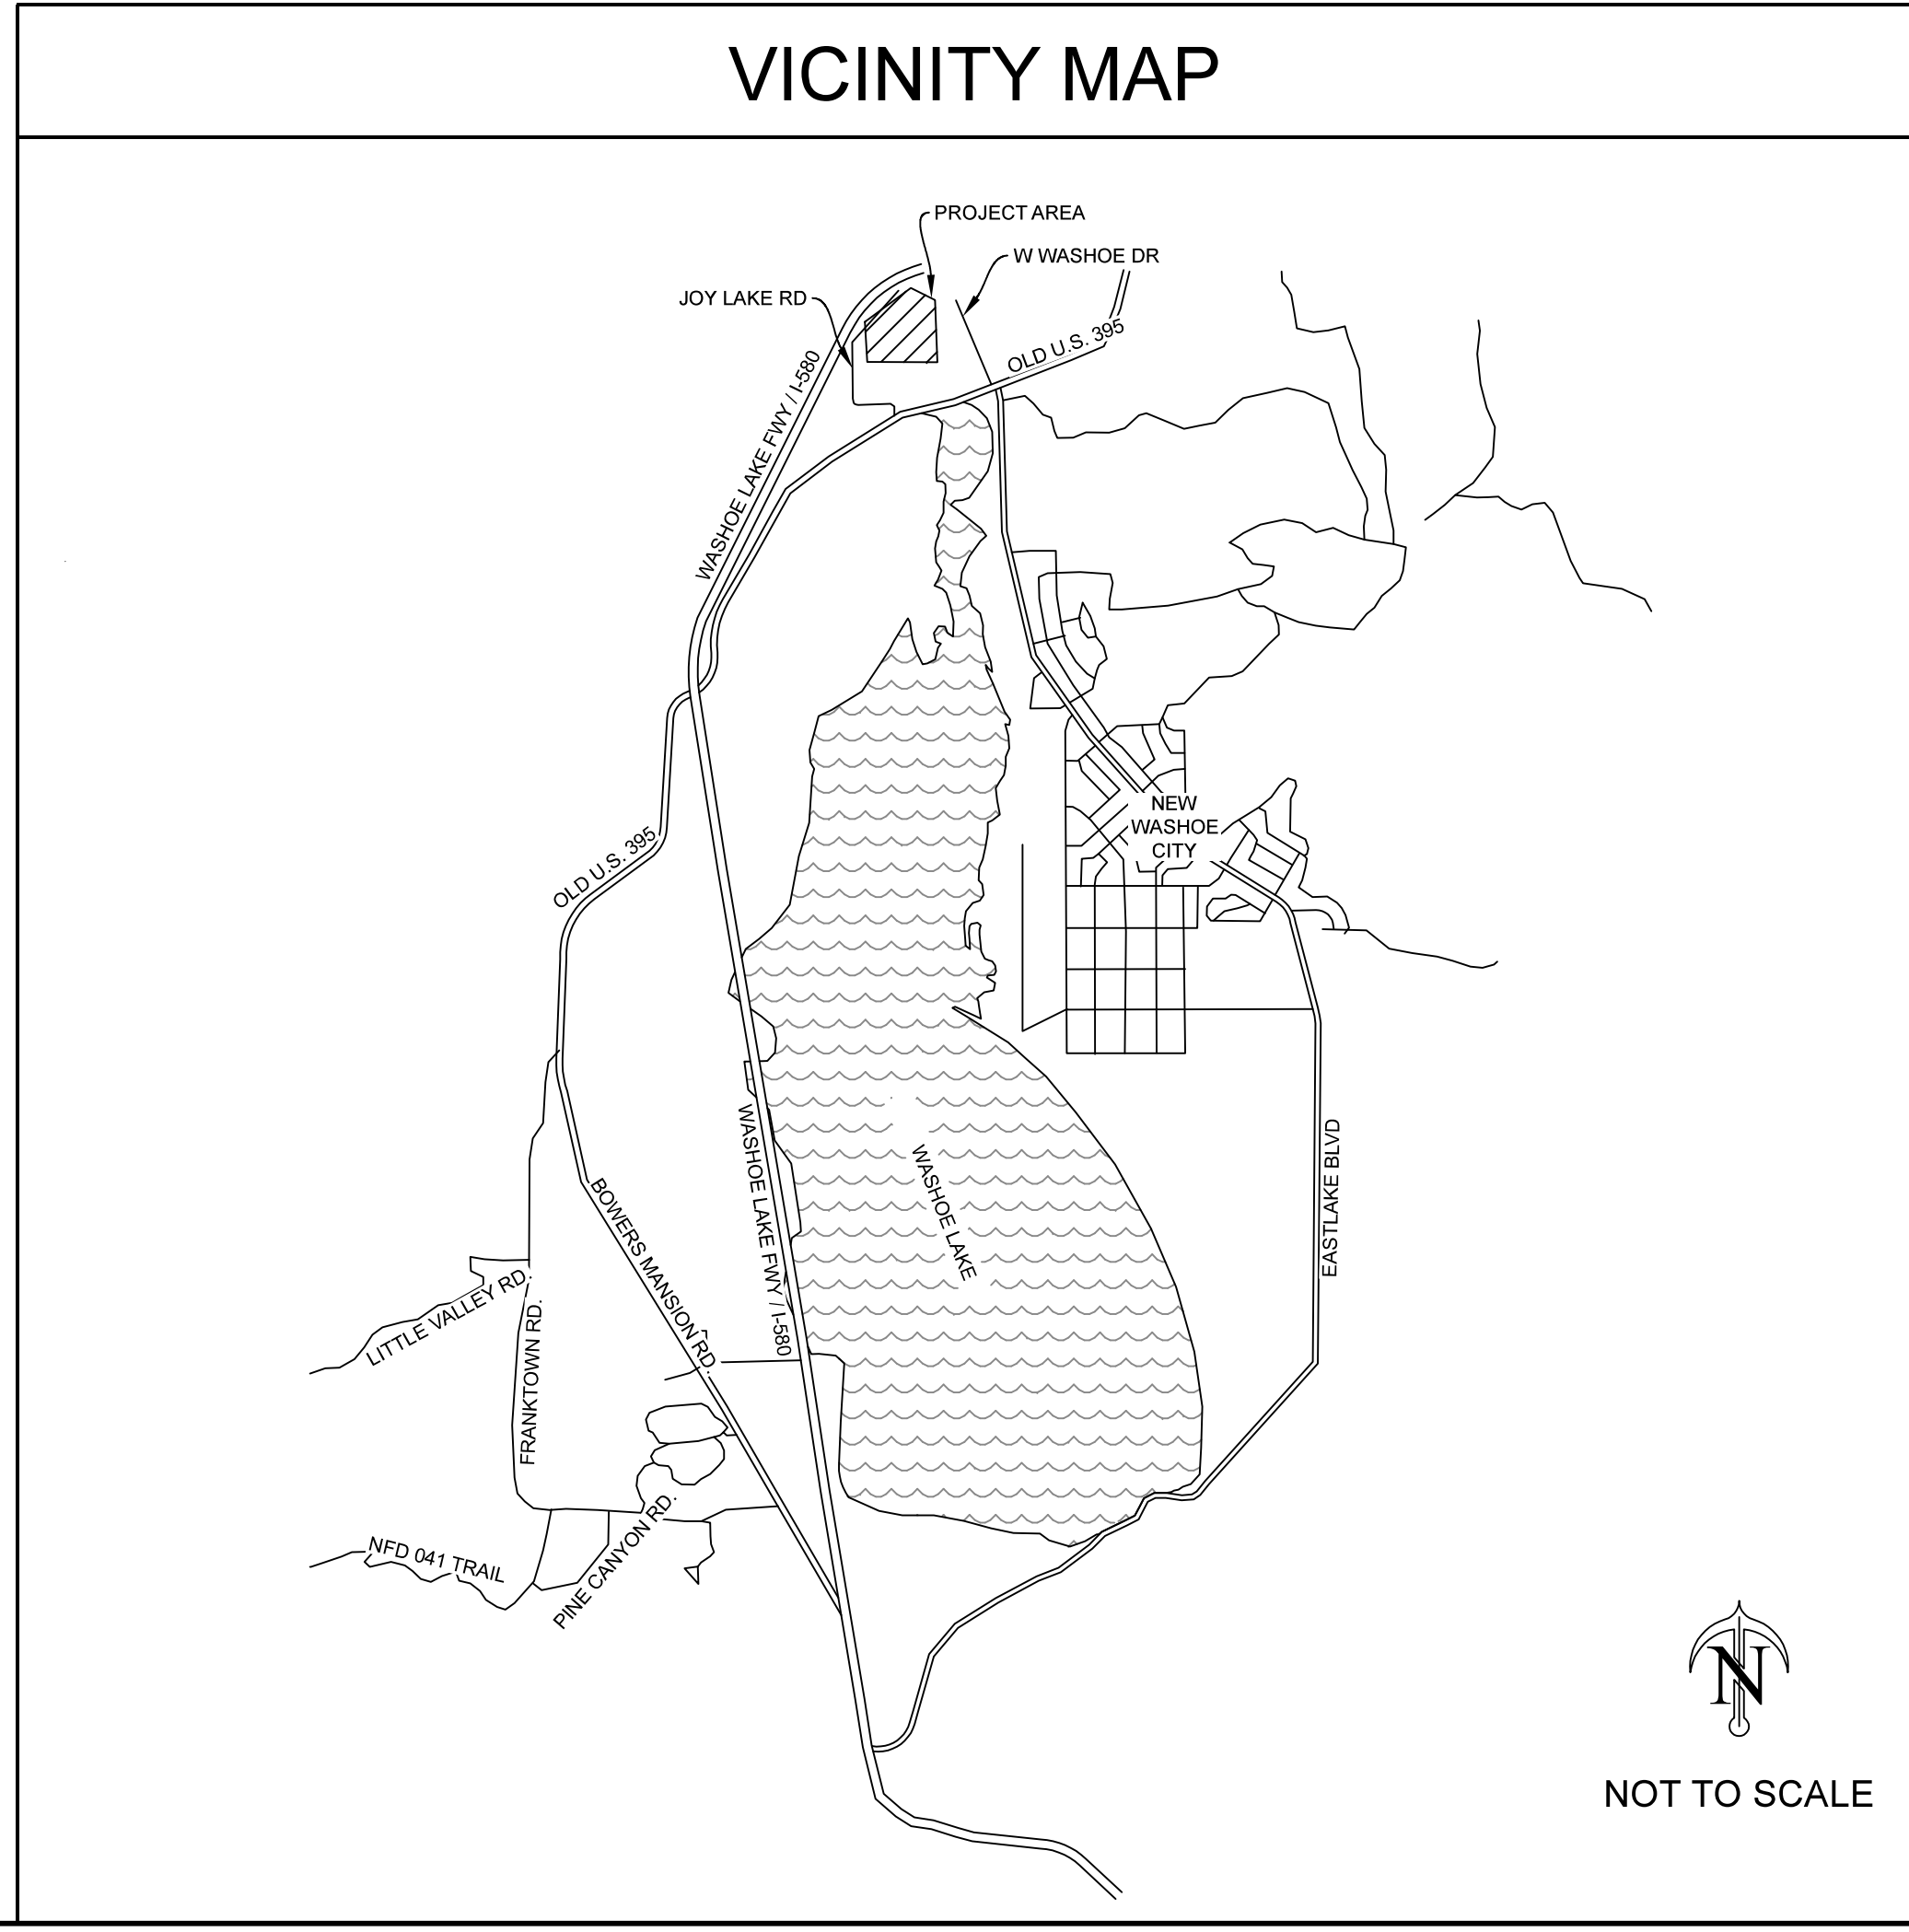 VICINITY MAP
PROJECT AREA
W WASHOE DR
JOY LAKE RD
OLD U.S. 395
WASHOE LAKE FWY / I-580
NEW
WASHOE
CITY
OLD U.S. 395
WASHOE LAKE FWY / I-580
WASHOE LAKE
EASTLAKE BLVD
BOWERS MANSION RD.
LITTLE VALLEY RD.
FRANKTOWN RD.
PINE CANYON RD.
NFD 041 TRAIL
N
NOT TO SCALE